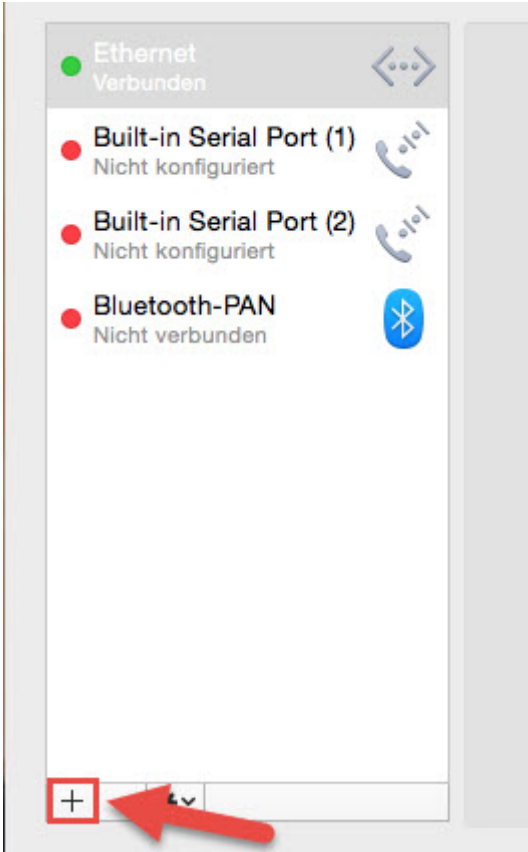 Ethernet
Verbunden
Built-in Serial Port (1)
Nicht konfiguriert
Built-in Serial Port (2)
Nicht konfiguriert
Bluetooth-PAN
Nicht verbunden